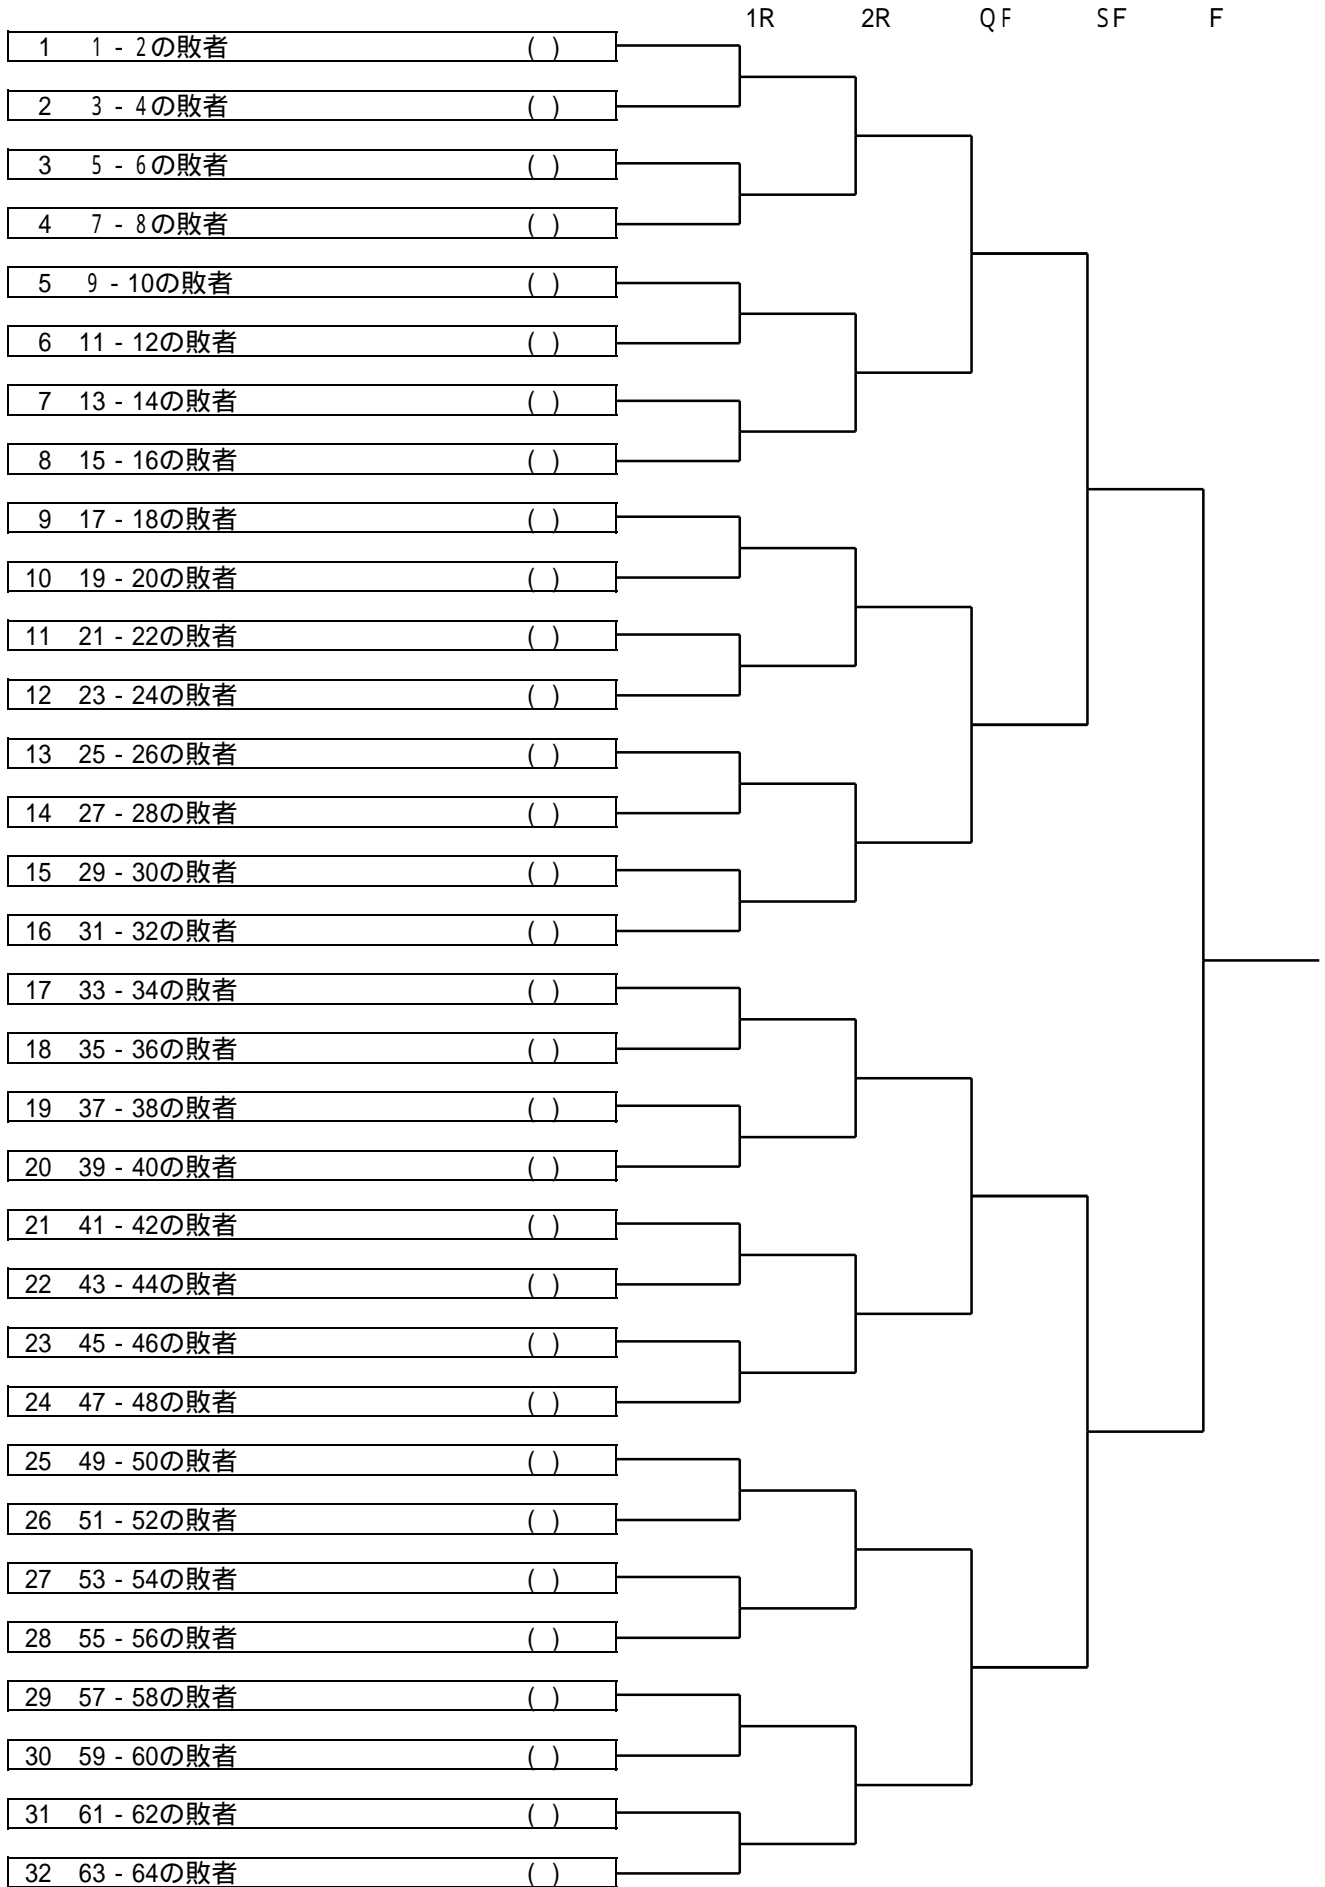 1R 2R QF SF F
1 1 - 2の敗者 ( )
2 3 - 4の敗者 ( )
3 5 - 6の敗者 ( )
4 7 - 8の敗者 ( )
5 9 - 10の敗者 ( )
6 11 - 12の敗者 ( )
7 13 - 14の敗者 ( )
8 15 - 16の敗者 ( )
9 17 - 18の敗者 ( )
10 19 - 20の敗者 ( )
11 21 - 22の敗者 ( )
12 23 - 24の敗者 ( )
13 25 - 26の敗者 ( )
14 27 - 28の敗者 ( )
15 29 - 30の敗者 ( )
16 31 - 32の敗者 ( )
17 33 - 34の敗者 ( )
18 35 - 36の敗者 ( )
19 37 - 38の敗者 ( )
20 39 - 40の敗者 ( )
21 41 - 42の敗者 ( )
22 43 - 44の敗者 ( )
23 45 - 46の敗者 ( )
24 47 - 48の敗者 ( )
25 49 - 50の敗者 ( )
26 51 - 52の敗者 ( )
27 53 - 54の敗者 ( )
28 55 - 56の敗者 ( )
29 57 - 58の敗者 ( )
30 59 - 60の敗者 ( )
31 61 - 62の敗者 ( )
32 63 - 64の敗者 ( )